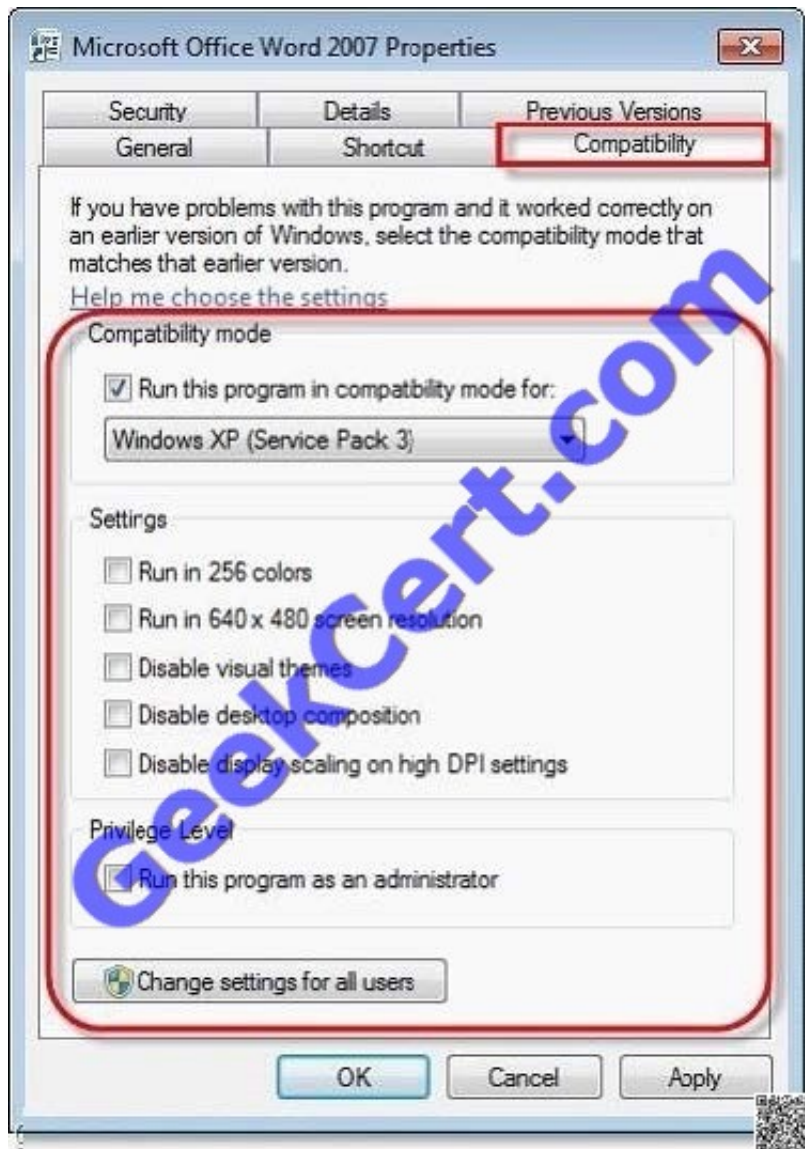 Microsoft Office Word 2007 Properties
Security Details Previous Versions
General Shortcut Compatibility
If you have problems with this program and it worked correctly on
an earlier version of Windows, select the compatibility mode that
matches that earlier version.
Help me choose the settings
Compatibility mode
Run this program in compatibility mode for:
Windows XP (Service Pack 3)
Settings
Run in 256 colors
Run in 640 x 480 screen resolution
Disable visual themes
Disable desktop composition
Disable display scaling on high DPI settings
Privilege Level
Run this program as an administrator
Change settings for all users
OK Cancel Apply
GeekCert.com